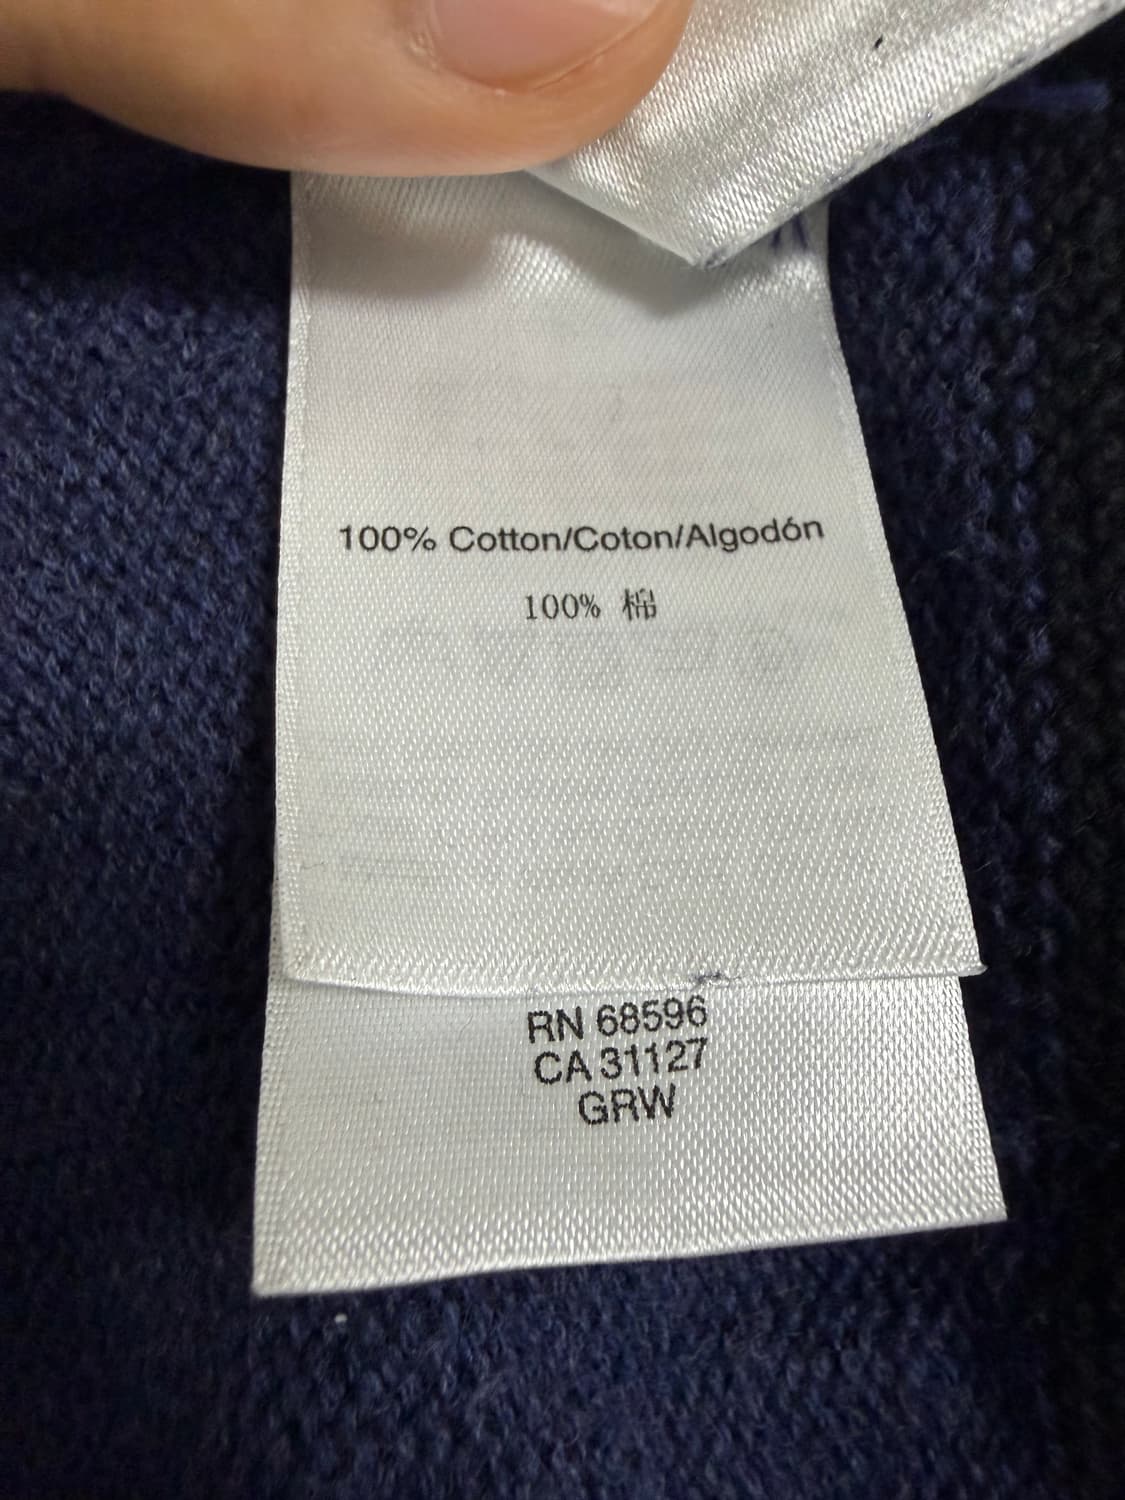 100% Cotton/Coton/Algodón
100% 棉
RN 68596
CA 31127
GRW